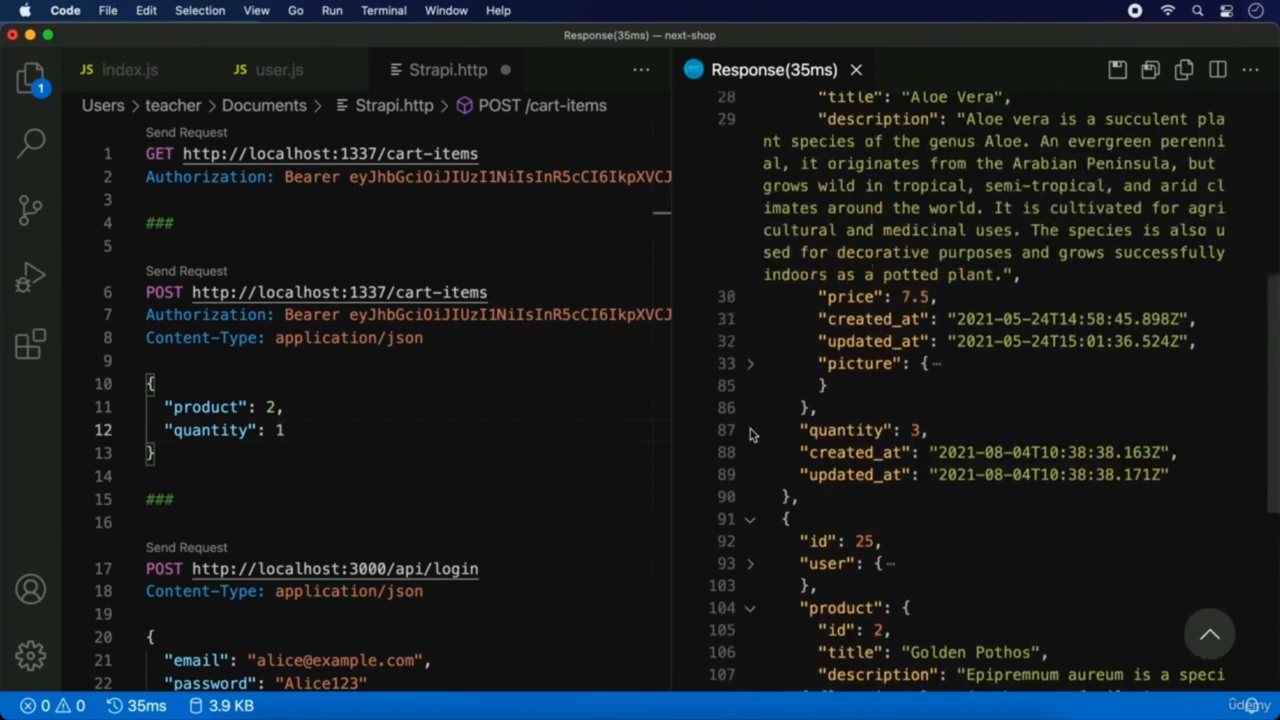 Code File Edit Selection View Go Run Terminal Window Help
Response(35ms) — next-shop
JS index.js
JS user.js
Strapi.http
Response(35ms)
1
Users > teacher > Documents > Strapi.http > POST /cart-items
Send Request
1 GET http://localhost:1337/cart-items
2 Authorization: Bearer eyJhbGciOiJIUzI1NiIsInR5cCI6IkpXVCJ
3
4 ###
5
Send Request
6 POST http://localhost:1337/cart-items
7 Authorization: Bearer eyJhbGciOiJIUzI1NiIsInR5cCI6IkpXVCJ
8 Content-Type: application/json
9
10 {
11 "product": 2,
12 "quantity": 1
13 }
14
15 ###
16
Send Request
17 POST http://localhost:3000/api/login
18 Content-Type: application/json
19
20 {
21 "email": "alice@example.com",
22 "password": "Alice123"
28 "title": "Aloe Vera",
29 "description": "Aloe vera is a succulent pla
nt species of the genus Aloe. An evergreen perenni
al, it originates from the Arabian Peninsula, but
grows wild in tropical, semi-tropical, and arid cl
imates around the world. It is cultivated for agri
cultural and medicinal uses. The species is also u
sed for decorative purposes and grows successfully
indoors as a potted plant.",
30 "price": 7.5,
31 "created_at": "2021-05-24T14:58:45.898Z",
32 "updated_at": "2021-05-24T15:01:36.524Z",
33 "picture": {⋯
85 }
86 },
87 "quantity": 3,
88 "created_at": "2021-08-04T10:38:38.163Z",
89 "updated_at": "2021-08-04T10:38:38.171Z"
90 },
91 {
92 "id": 25,
93 "user": {⋯
103 },
104 "product": {
105 "id": 2,
106 "title": "Golden Pothos",
107 "description": "Epipremnum aureum is a speci
0 0 35ms 3.9 KB
ûdemy